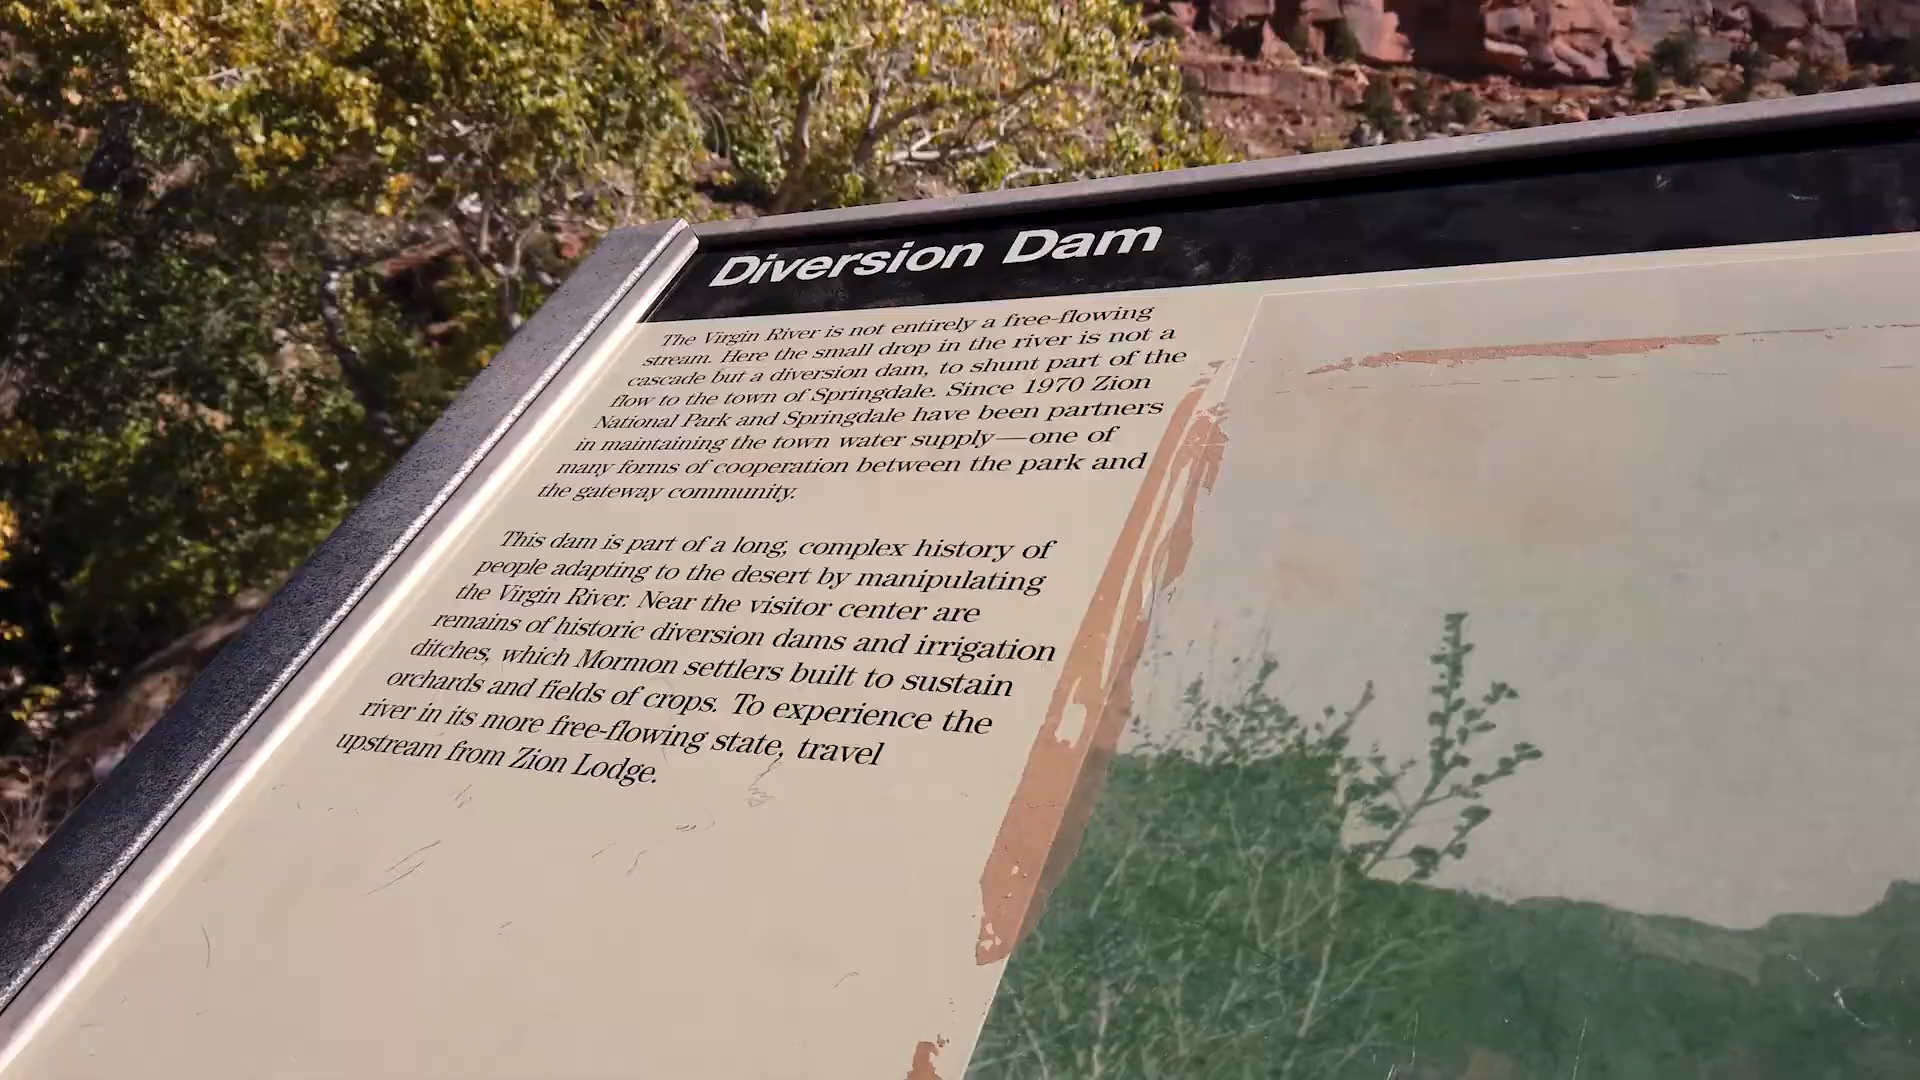 Diversion Dam
The Virgin River is not entirely a free-flowing
stream. Here the small drop in the river is not a
cascade but a diversion dam, to shunt part of the
flow to the town of Springdale. Since 1970 Zion
National Park and Springdale have been partners
in maintaining the town water supply—one of
many forms of cooperation between the park and
the gateway community.
This dam is part of a long, complex history of
people adapting to the desert by manipulating
the Virgin River. Near the visitor center are
remains of historic diversion dams and irrigation
ditches, which Mormon settlers built to sustain
orchards and fields of crops. To experience the
river in its more free-flowing state, travel
upstream from Zion Lodge.